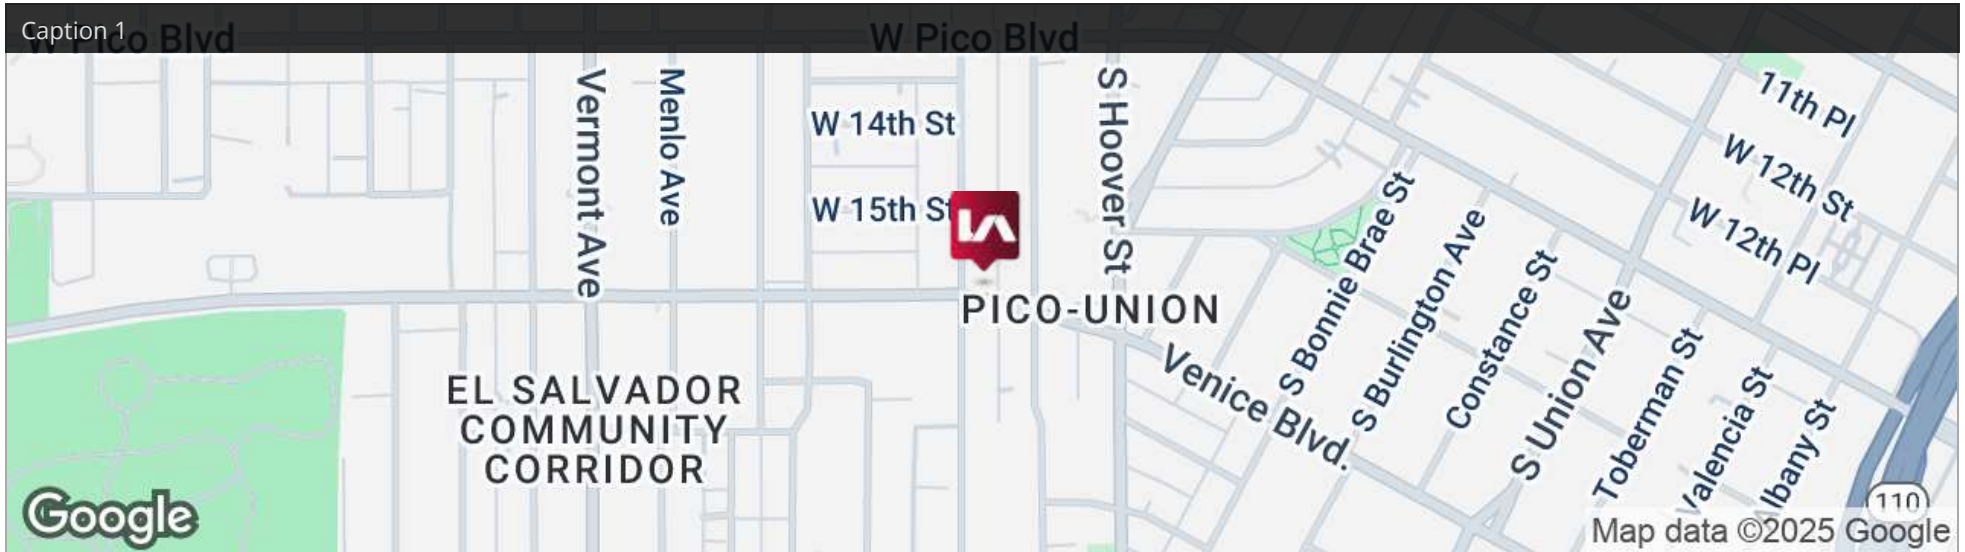 Caption 1
W Pico Blvd
W Pico Blvd
Vermont Ave
Menlo Ave
W 14th St
W 15th St
S Hoover St
11th Pl
W 12th St
W 12th Pl
PICO-UNION
S Bonnie Brae St
S Burlington Ave
Constance St
S Union Ave
Toberman St
Valencia St
Albany St
Venice Blvd.
EL SALVADOR
COMMUNITY
CORRIDOR
110
Google
Map data ©2025 Google